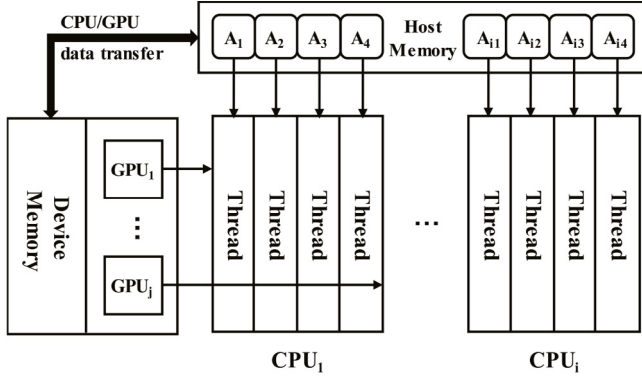 CPU/GPU
data transfer
A1 A2 A3 A4 Host Memory Ai1 Ai2 Ai3 Ai4
Device Memory
GPU1
⋮
GPUj
Thread Thread Thread Thread ... Thread Thread Thread Thread
CPU1 CPUi